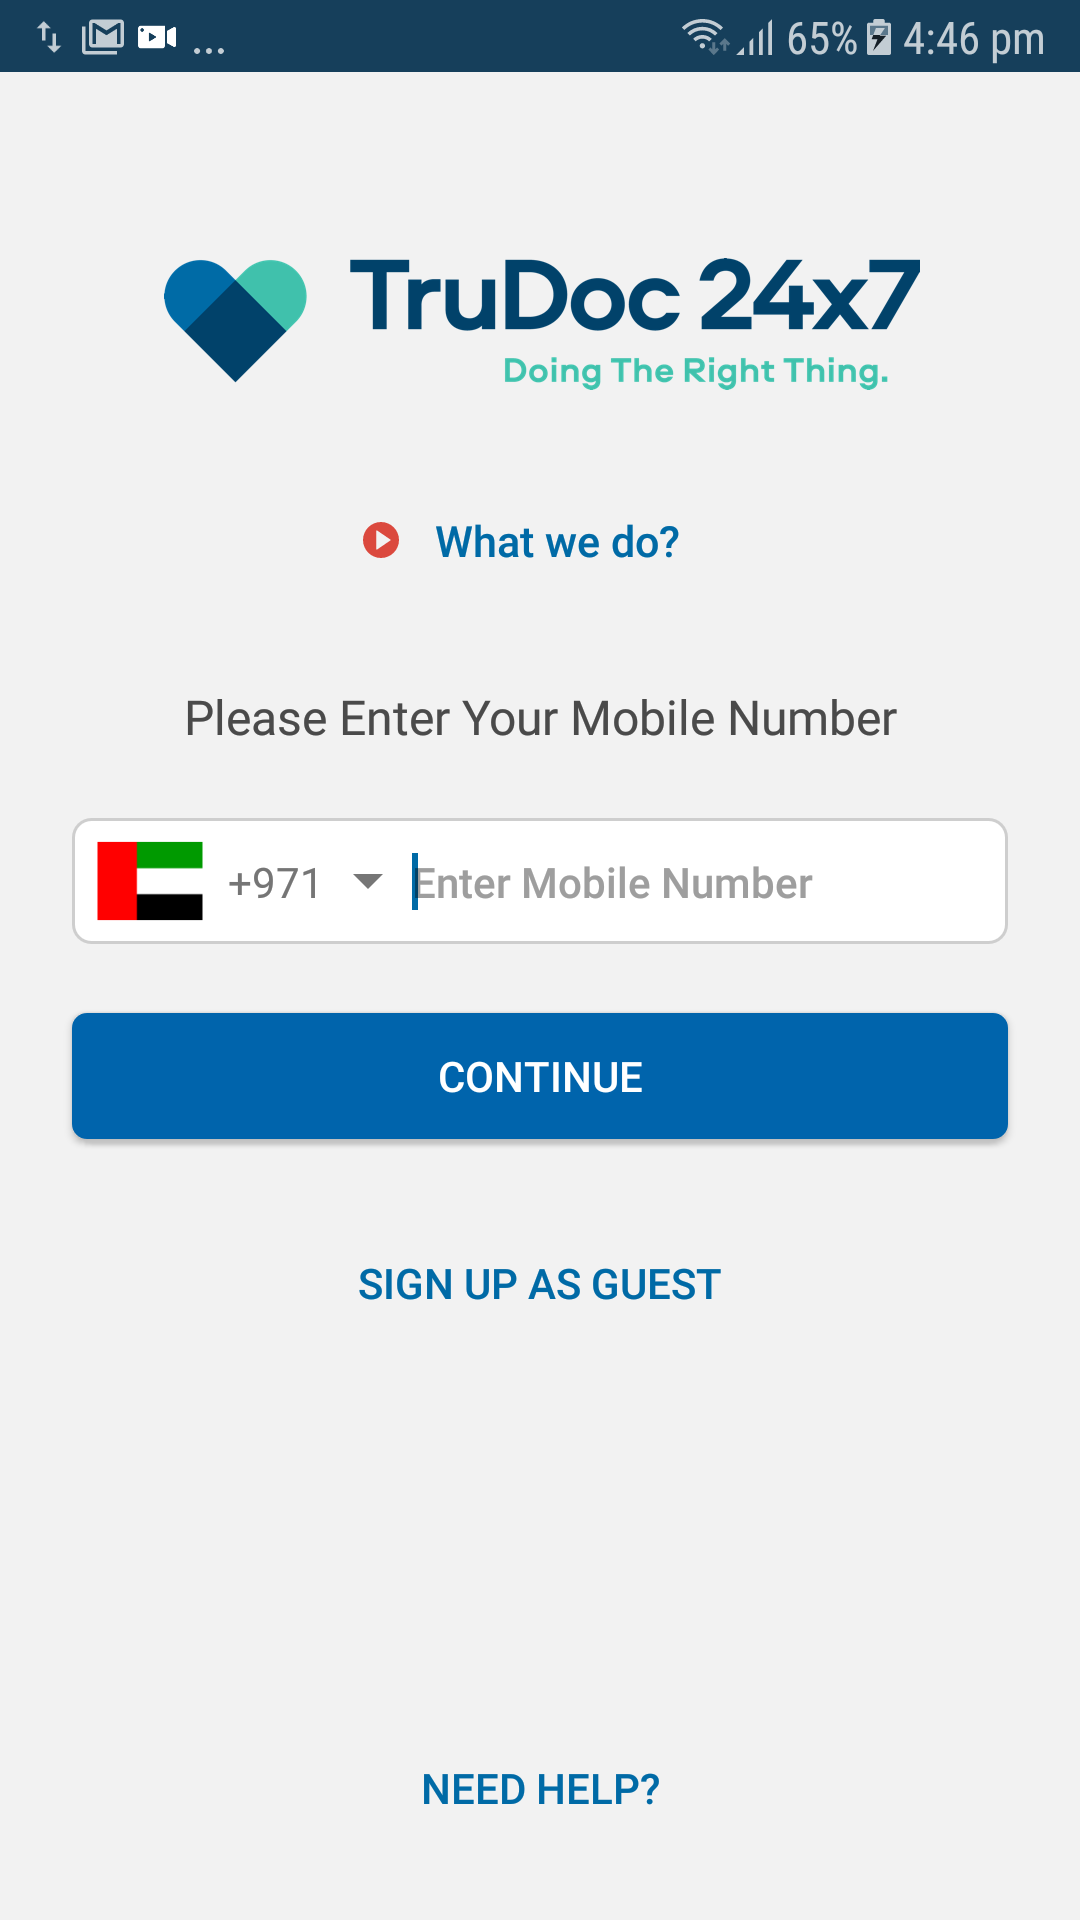 ... 65% 4:46 pm
TruDoc 24x7
Doing The Right Thing.
What we do?
Please Enter Your Mobile Number
+971 Enter Mobile Number
CONTINUE
SIGN UP AS GUEST
NEED HELP?